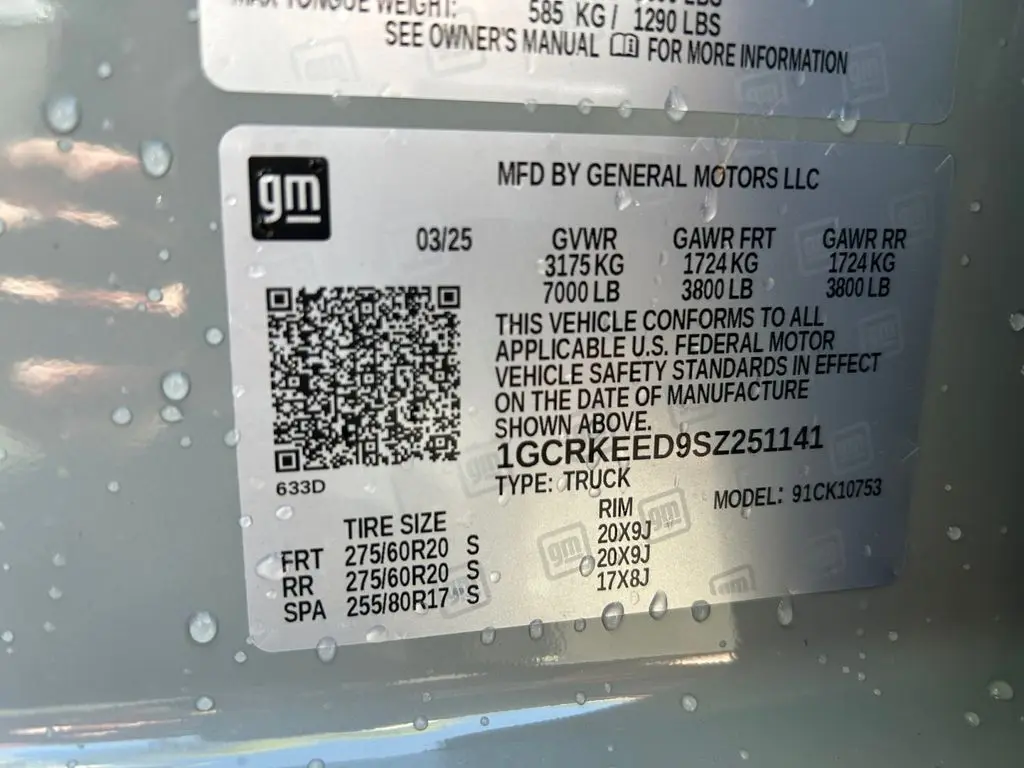 MAX TONGUE WEIGHT: 585 KG / 1290 LBS
SEE OWNER'S MANUAL FOR MORE INFORMATION
gm
MFD BY GENERAL MOTORS LLC
03/25 GVWR GAWR FRT GAWR RR
3175 KG 1724 KG 1724 KG
7000 LB 3800 LB 3800 LB
THIS VEHICLE CONFORMS TO ALL
APPLICABLE U.S. FEDERAL MOTOR
VEHICLE SAFETY STANDARDS IN EFFECT
ON THE DATE OF MANUFACTURE
SHOWN ABOVE.
1GCRKEED9SZ251141
633D
TYPE: TRUCK MODEL: 91CK10753
TIRE SIZE RIM
FRT 275/60R20 S 20X9J
RR 275/60R20 S 20X9J
SPA 255/80R17 S 17X8J